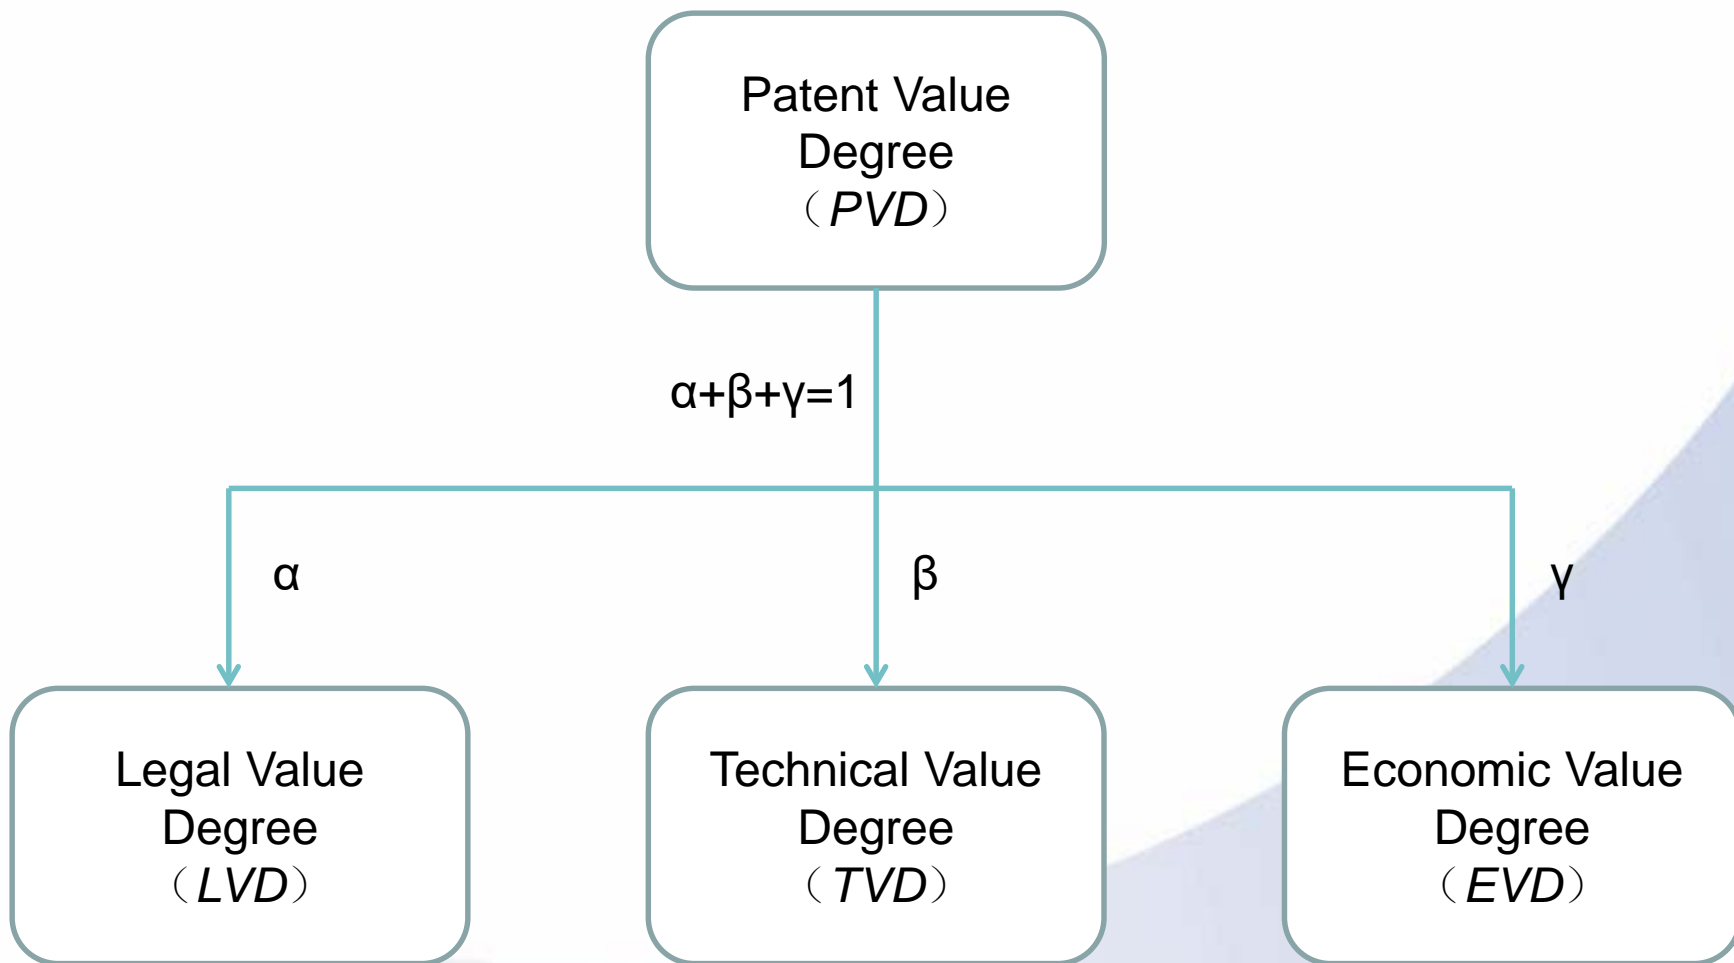 Patent Value
Degree
（PVD）
α+β+γ=1
α
β
γ
Legal Value
Degree
（LVD）
Technical Value
Degree
（TVD）
Economic Value
Degree
（EVD）